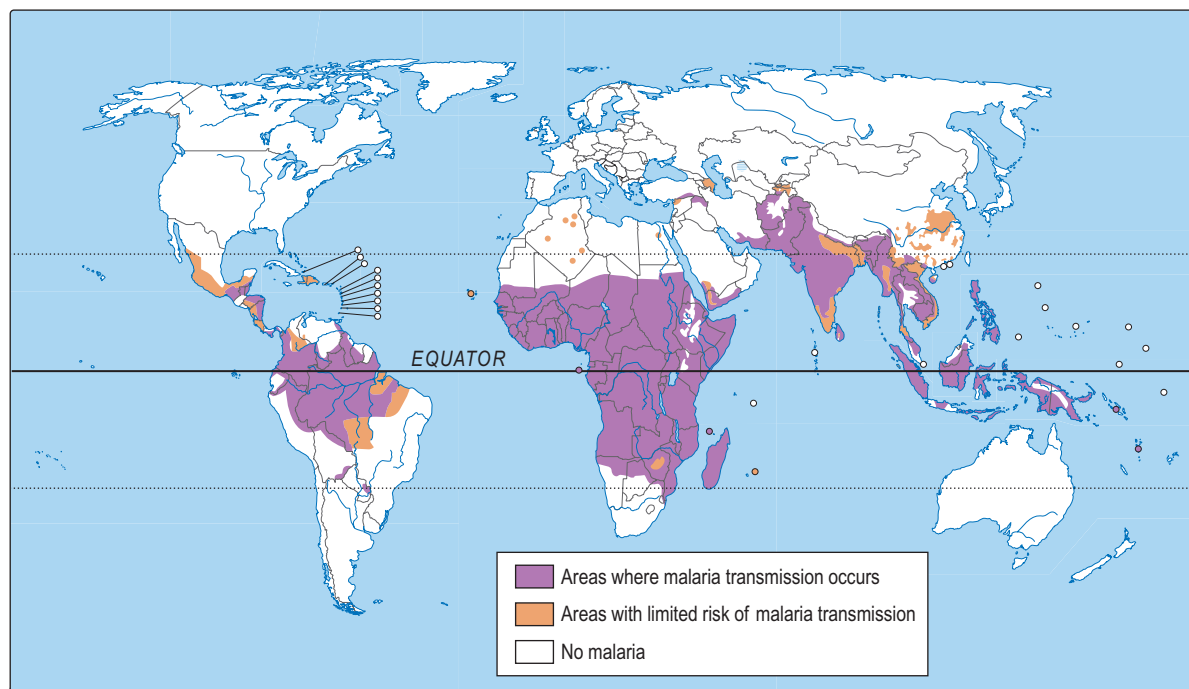 EQUATOR
Areas where malaria transmission occurs
Areas with limited risk of malaria transmission
No malaria